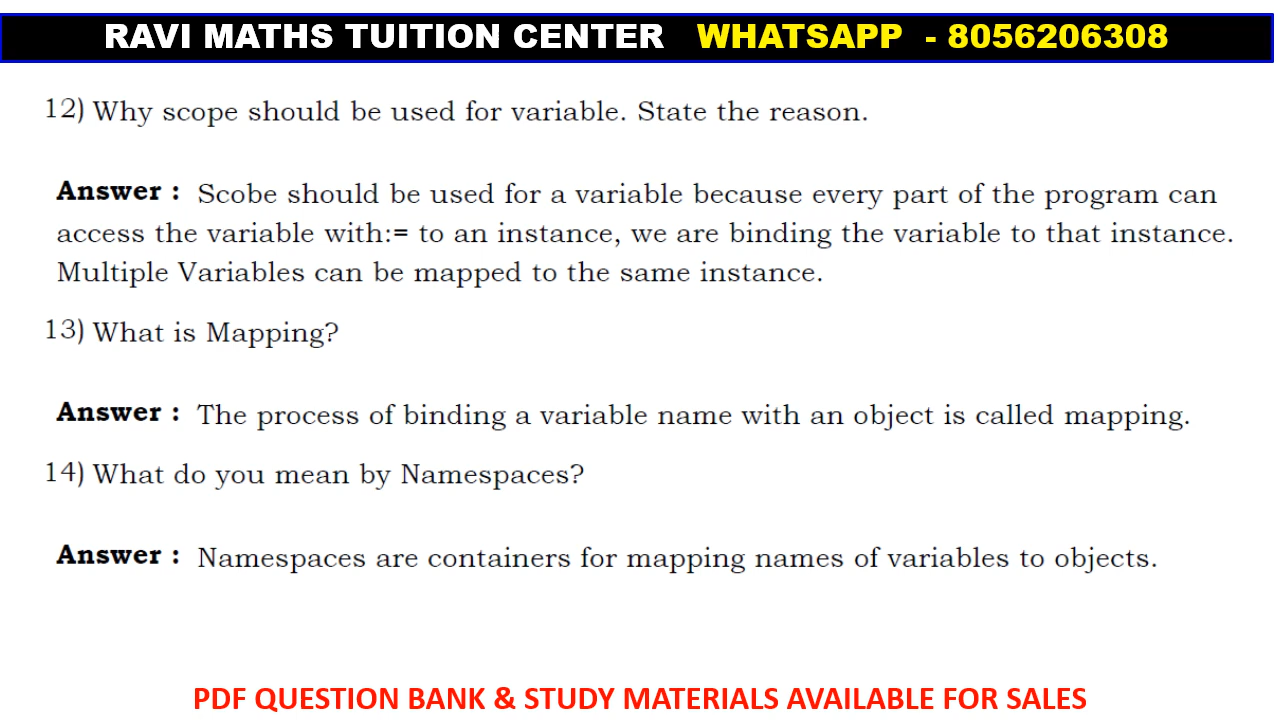 RAVI MATHS TUITION CENTER WHATSAPP - 8056206308
12) Why scope should be used for variable. State the reason.
Answer : Scobe should be used for a variable because every part of the program can
access the variable with:= to an instance, we are binding the variable to that instance.
Multiple Variables can be mapped to the same instance.
13) What is Mapping?
Answer : The process of binding a variable name with an object is called mapping.
14) What do you mean by Namespaces?
Answer : Namespaces are containers for mapping names of variables to objects.
PDF QUESTION BANK & STUDY MATERIALS AVAILABLE FOR SALES